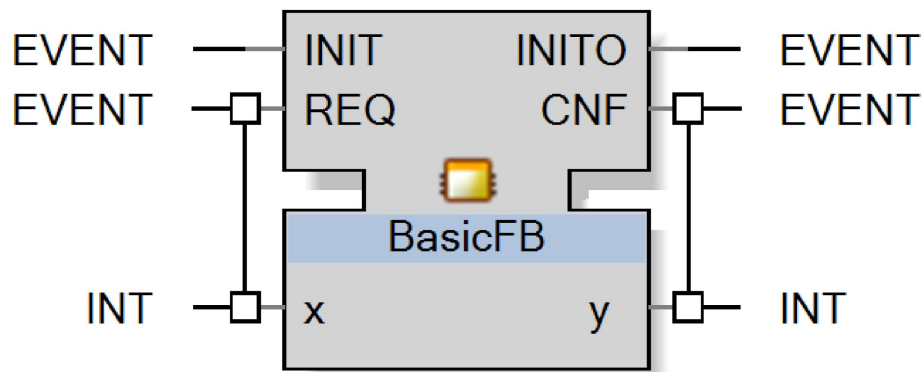 EVENT INIT INITO EVENT
EVENT REQ CNF EVENT
BasicFB
INT x y INT